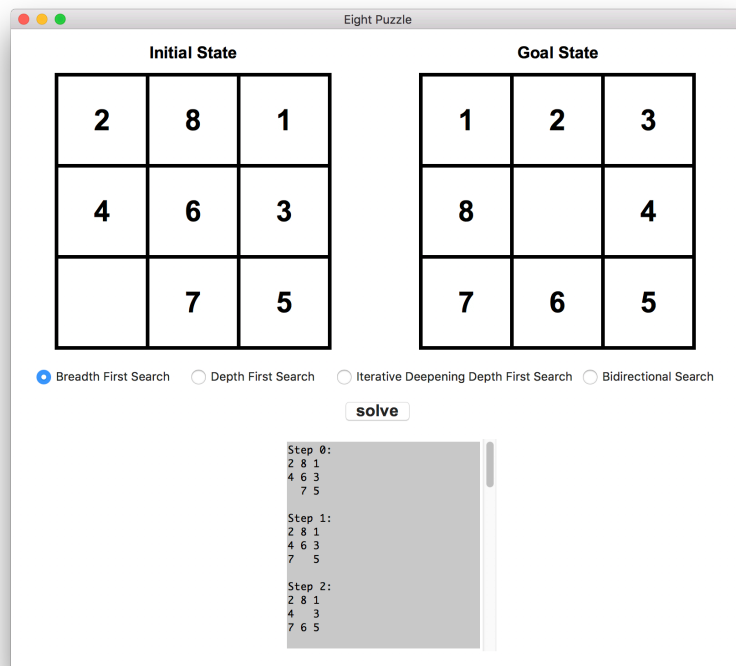 Eight Puzzle
Initial State
Goal State
2 8 1
4 6 3
7 5
1 2 3
8 4
7 6 5
Breadth First Search
Depth First Search
Iterative Deepening Depth First Search
Bidirectional Search
solve
Step 0:
2 8 1
4 6 3
  7 5
Step 1:
2 8 1
4 6 3
7   5
Step 2:
2 8 1
4   3
7 6 5